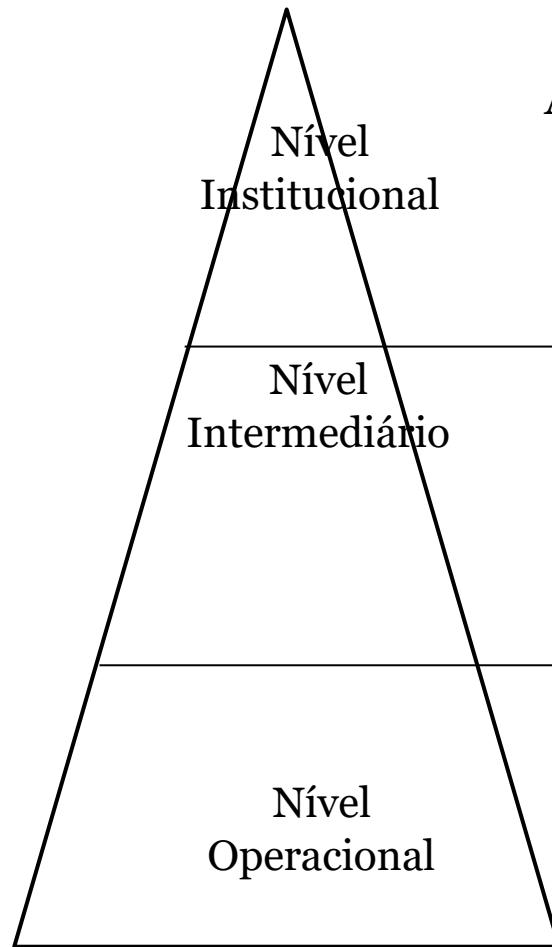 Nível
Institucional
Nível
Intermediário
Nível
Operacional